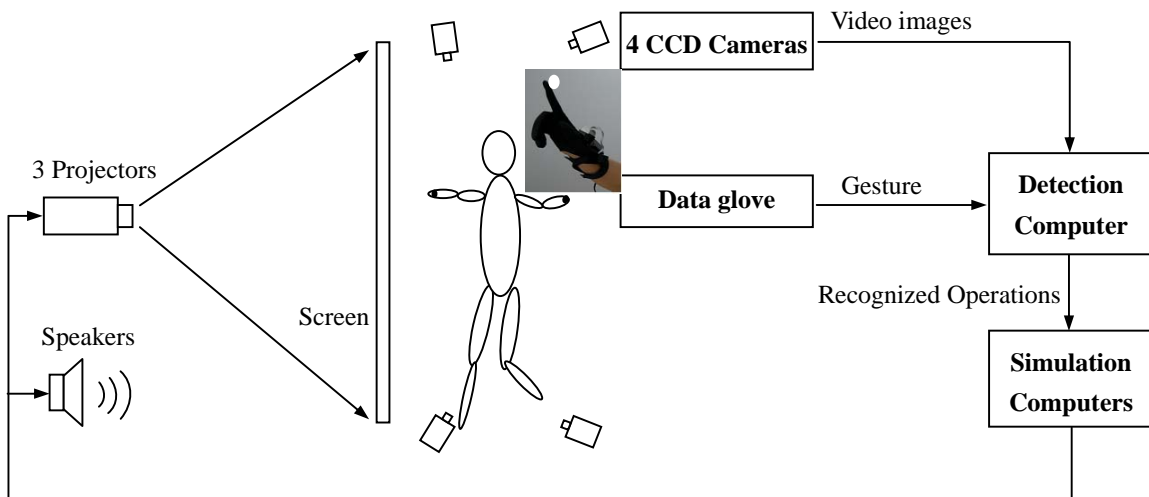 Video images
4 CCD Cameras
3 Projectors
Data glove
Gesture
Detection
Computer
Recognized Operations
Screen
Speakers
Simulation
Computers